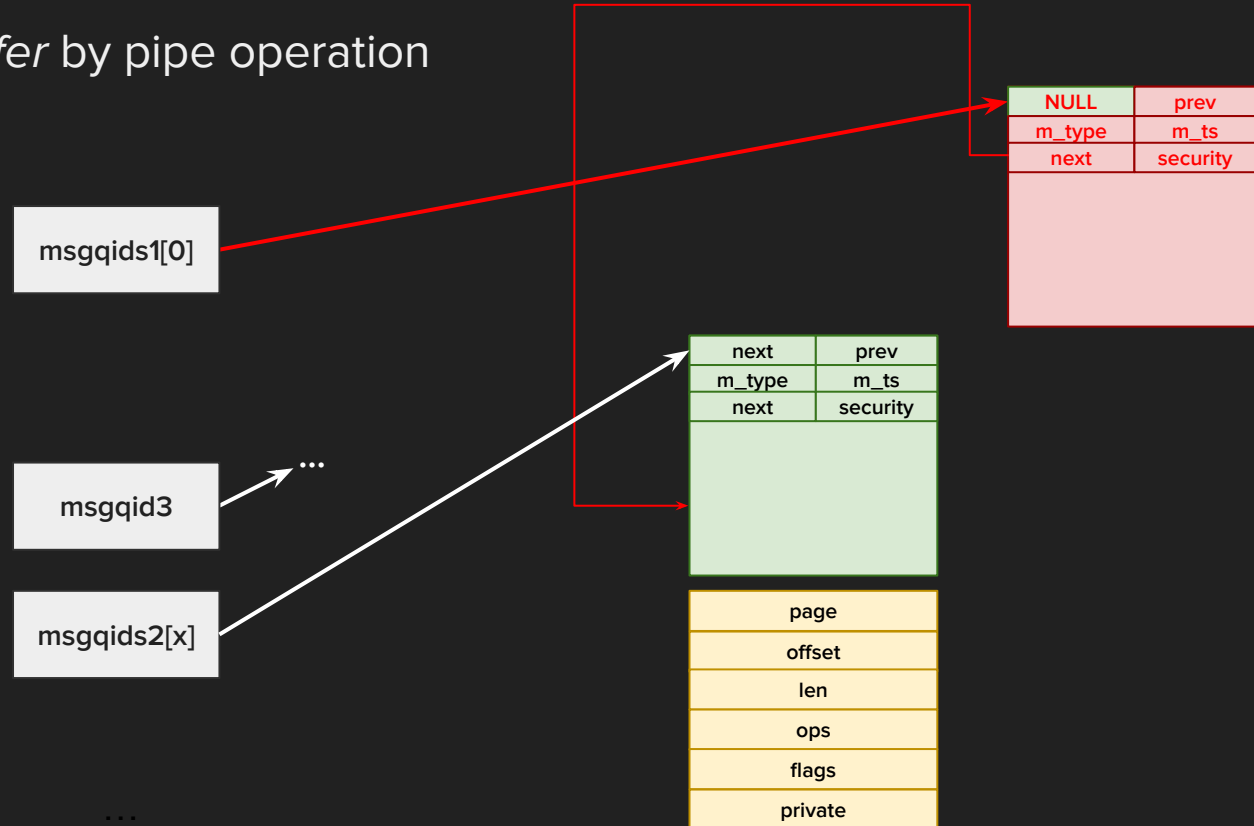 fer by pipe operation
NULL prev
m_type m_ts
next security
msgqids1[0]
next prev
m_type m_ts
next security
...
msgqid3
msgqids2[x]
page
offset
len
ops
flags
private
...